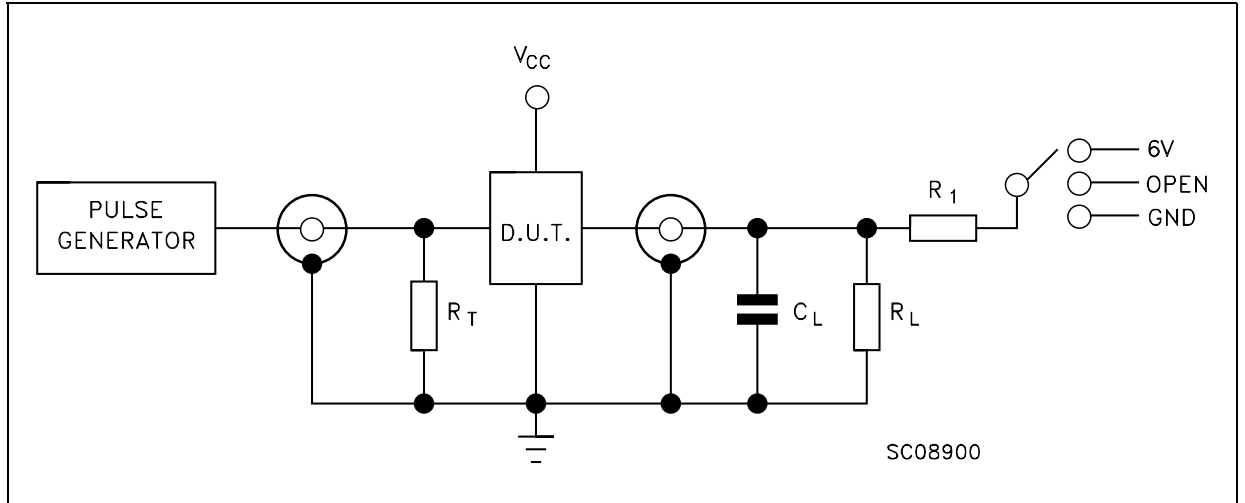 VCC
PULSE
GENERATOR
D.U.T.
RT
CL
RL
R1
6V
OPEN
GND
SC08900